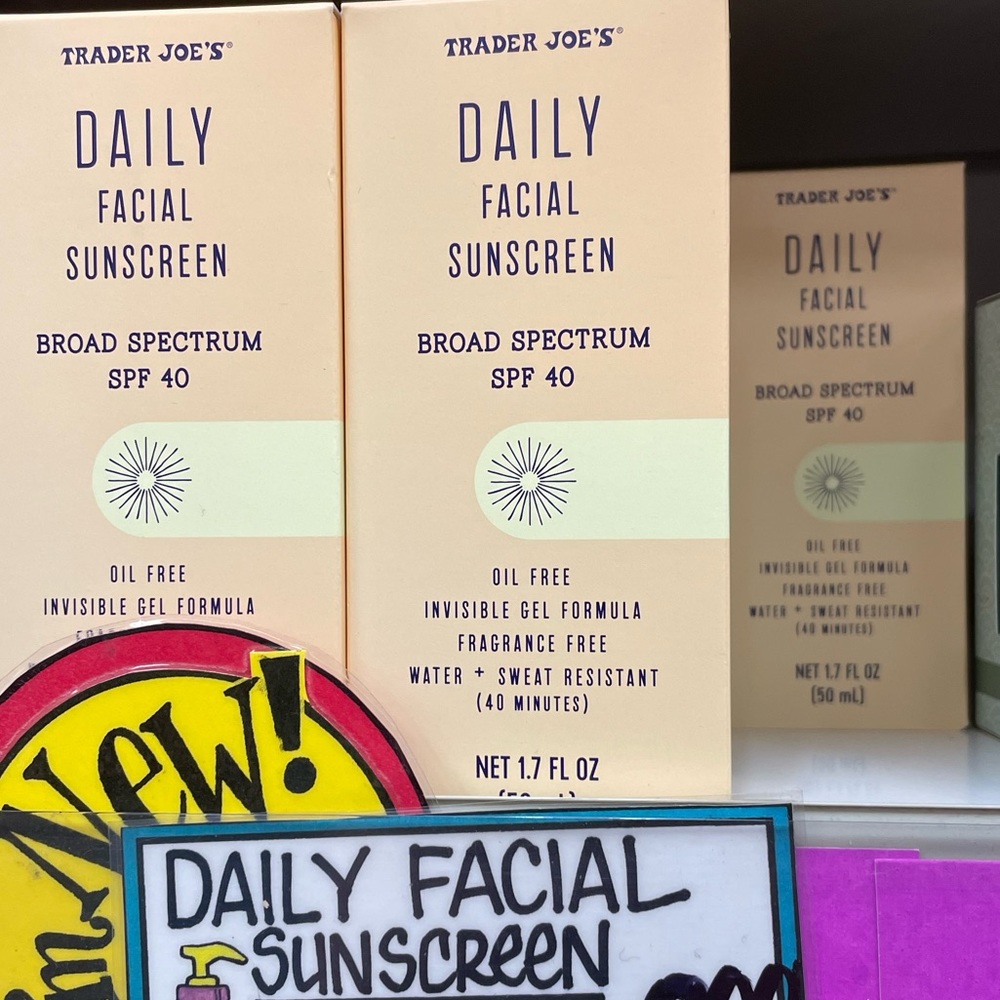 TRADER JOE'S®
DAILY
FACIAL
SUNSCREEN
BROAD SPECTRUM
SPF 40
OIL FREE
INVISIBLE GEL FORMULA
TRADER JOE'S®
DAILY
FACIAL
SUNSCREEN
BROAD SPECTRUM
SPF 40
OIL FREE
INVISIBLE GEL FORMULA
FRAGRANCE FREE
WATER + SWEAT RESISTANT
(40 MINUTES)
NET 1.7 FL OZ
TRADER JOE'S®
DAILY
FACIAL
SUNSCREEN
BROAD SPECTRUM
SPF 40
OIL FREE
INVISIBLE GEL FORMULA
FRAGRANCE FREE
WATER + SWEAT RESISTANT
(40 MINUTES)
NET 1.7 FL OZ
(50 mL)
New!
DAILY FACIAL
SUNSCREEN